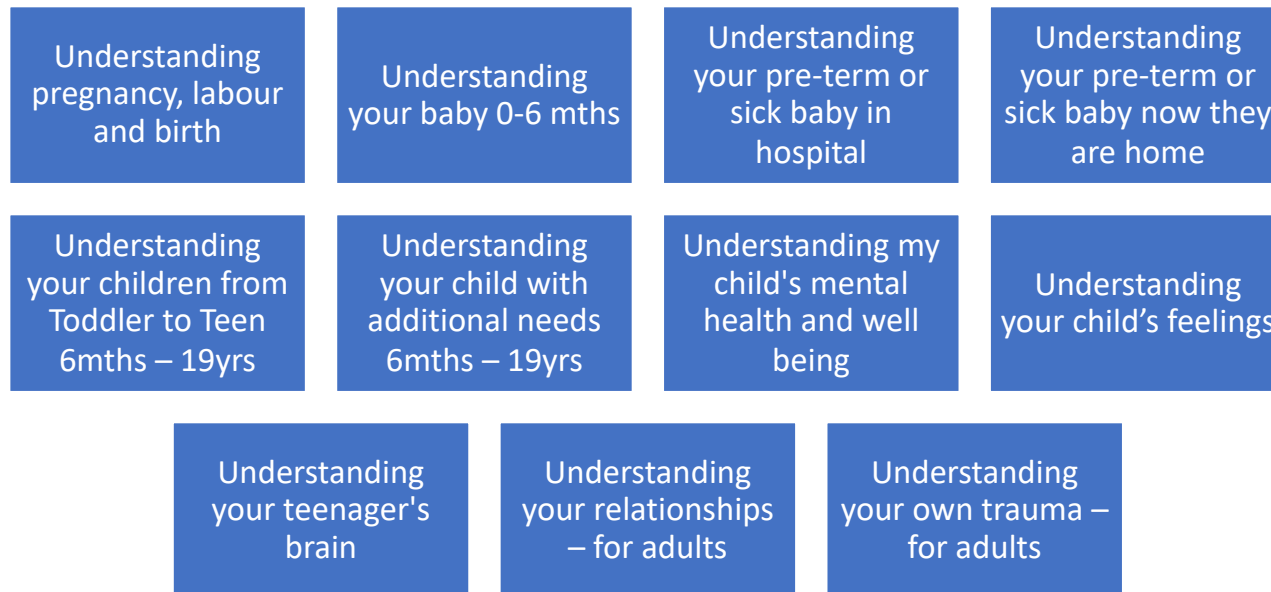 Understanding
pregnancy, labour
and birth
Understanding
your baby 0-6 mths
Understanding
your pre-term or
sick baby in
hospital
Understanding
your pre-term or
sick baby now they
are home
Understanding
your children from
Toddler to Teen
6mths – 19yrs
Understanding
your child with
additional needs
6mths – 19yrs
Understanding my
child's mental
health and well
being
Understanding
your child’s feelings
Understanding
your teenager's
brain
Understanding
your relationships
– for adults
Understanding
your own trauma –
for adults